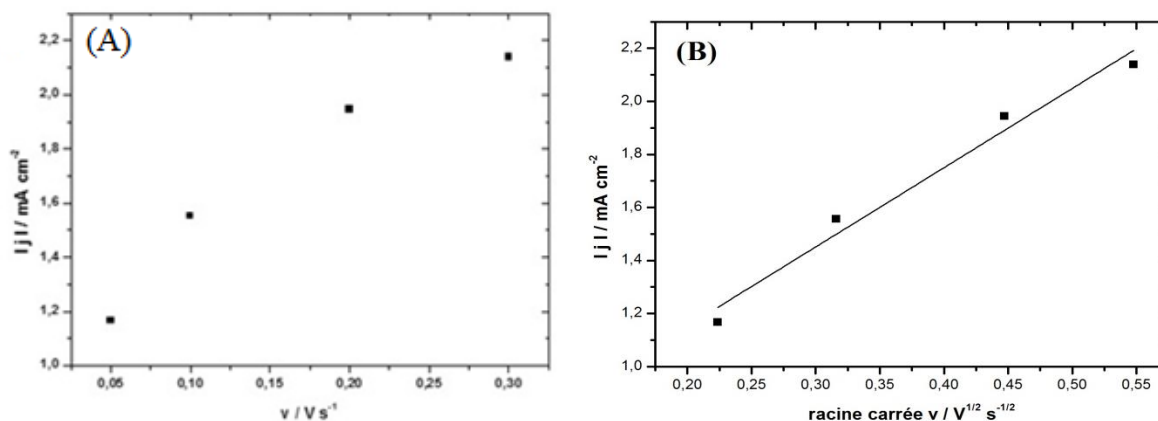 (A)
2,2
2,0
1,8
1,6
1,4
1,2
1,0
I j I / mA cm⁻²
0,05 0,10 0,15 0,20 0,25 0,30
v / V s⁻¹
(B)
2,2
2,0
1,8
1,6
1,4
1,2
1,0
I j I / mA cm⁻²
0,20 0,25 0,30 0,35 0,40 0,45 0,50 0,55
racine carrée v / V^1/2 s^-1/2